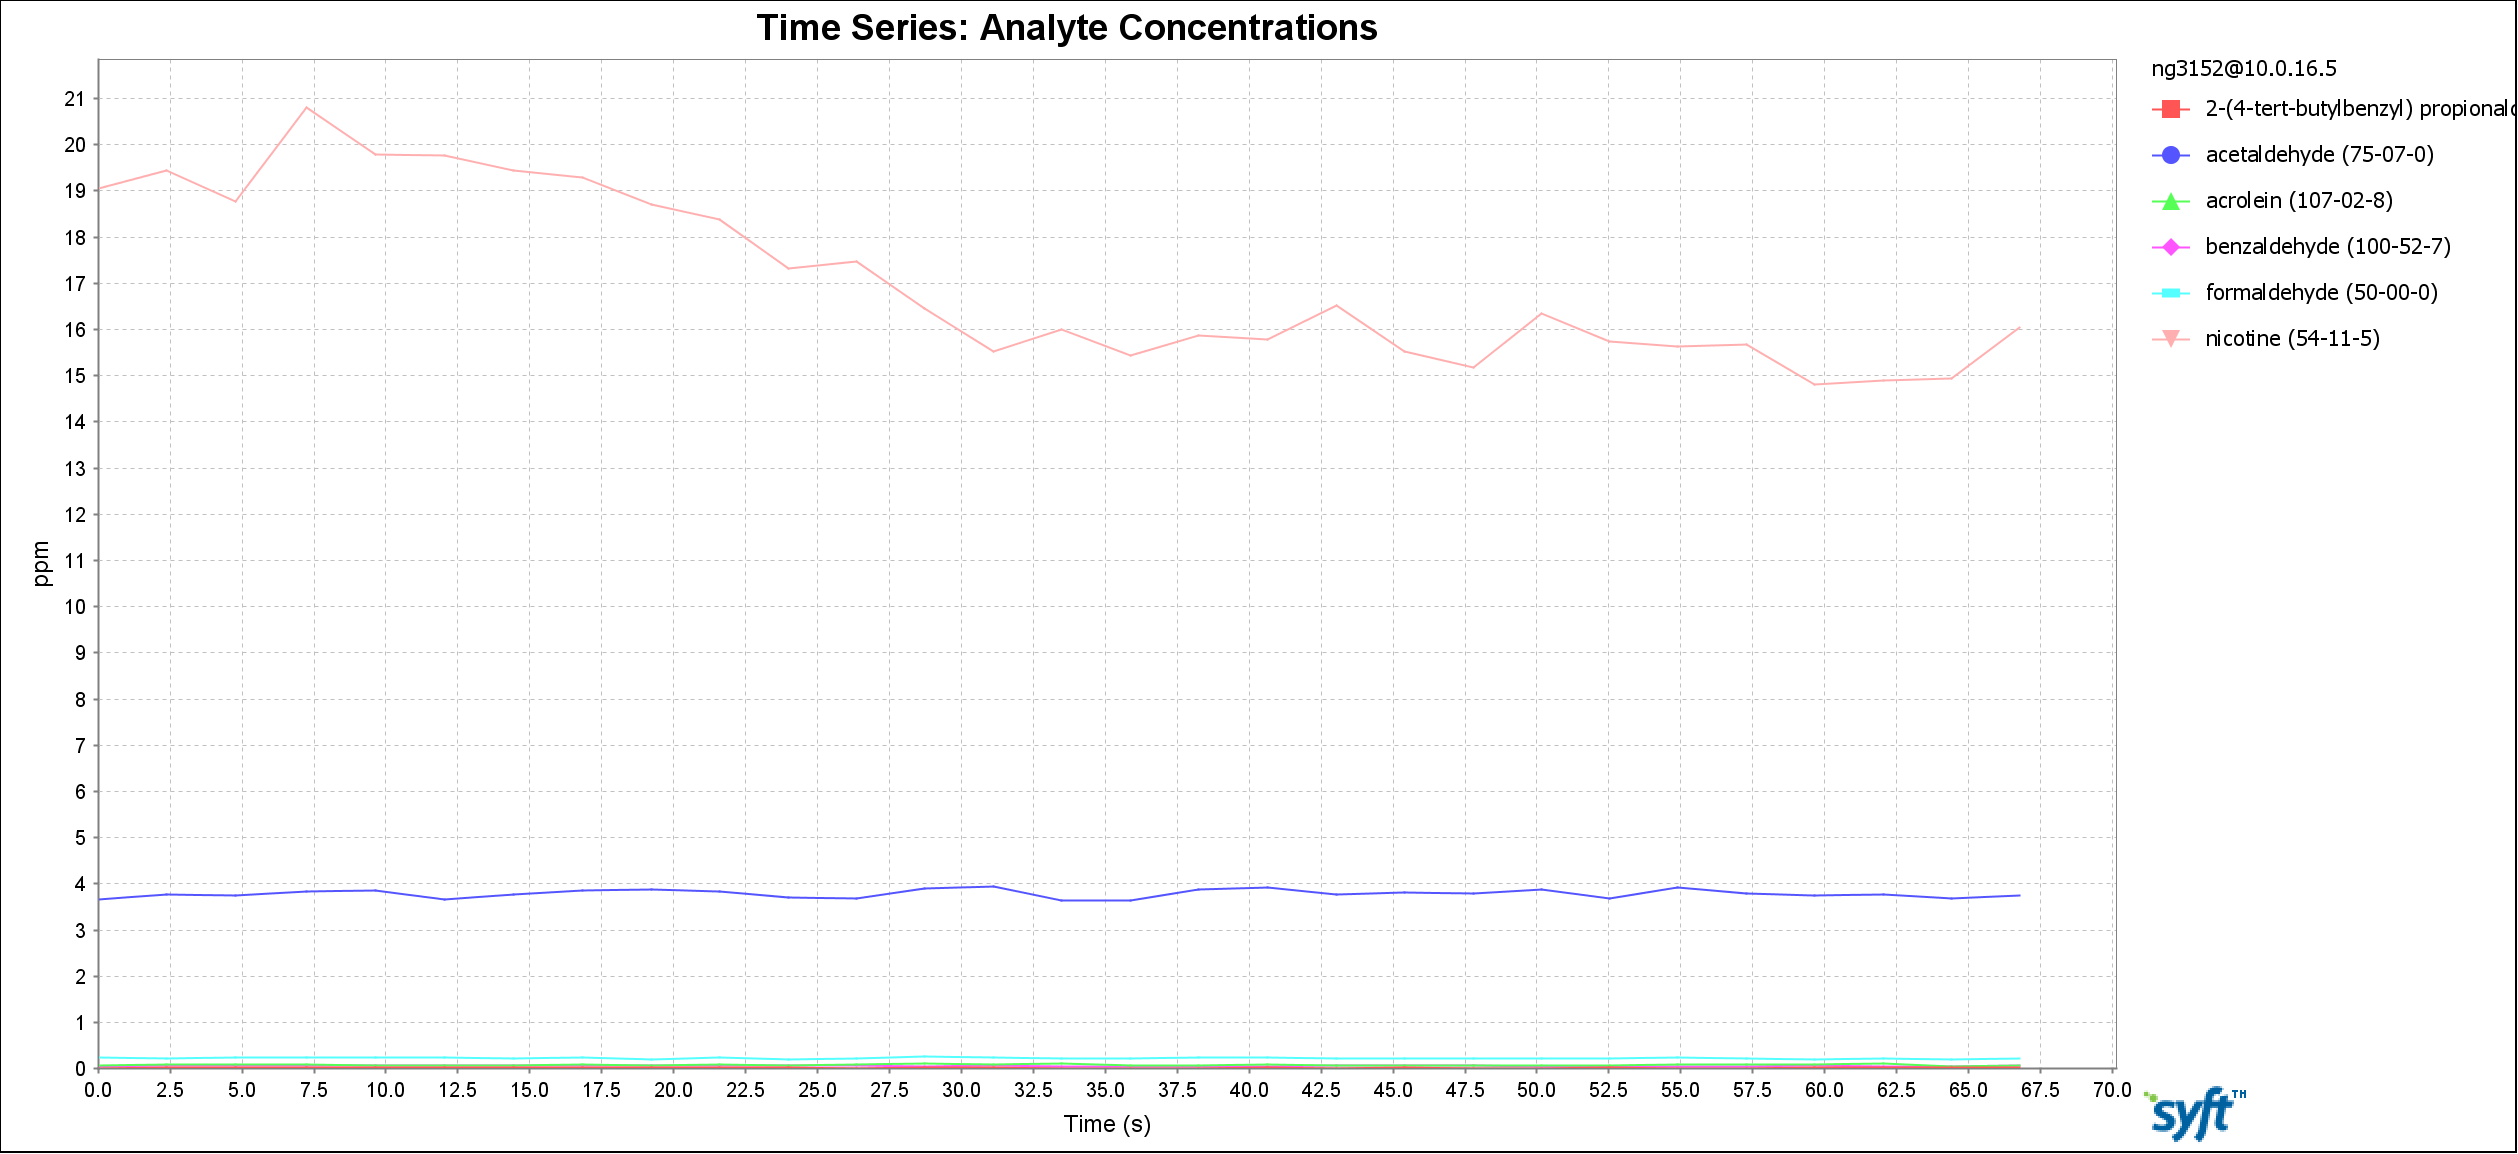 Time Series: Analyte Concentrations
ng3152@10.0.16.5
2-(4-tert-butylbenzyl) propionald
acetaldehyde (75-07-0)
acrolein (107-02-8)
benzaldehyde (100-52-7)
formaldehyde (50-00-0)
nicotine (54-11-5)
21
20
19
18
17
16
15
14
13
12
11
10
9
8
7
6
5
4
3
2
1
0
ppm
0.0 2.5 5.0 7.5 10.0 12.5 15.0 17.5 20.0 22.5 25.0 27.5 30.0 32.5 35.0 37.5 40.0 42.5 45.0 47.5 50.0 52.5 55.0 57.5 60.0 62.5 65.0 67.5 70.0
Time (s)
syft™